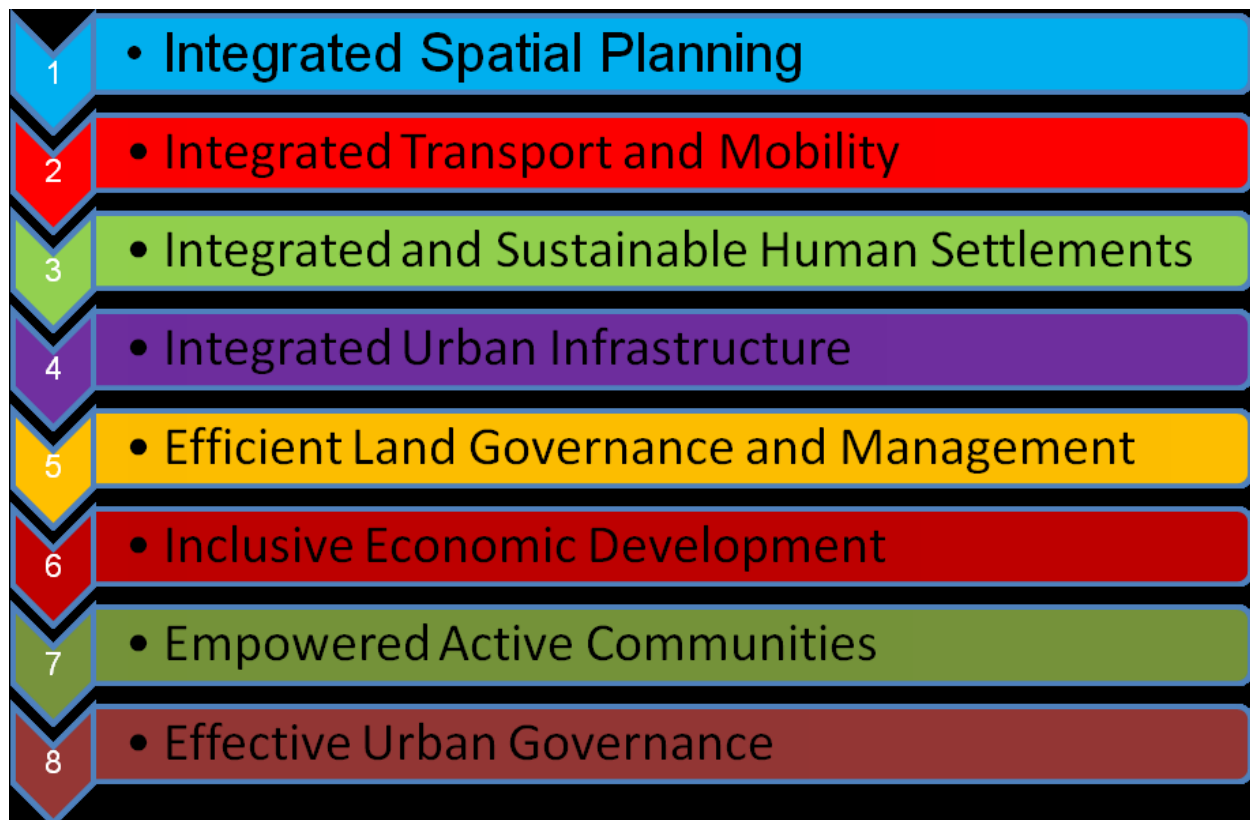 1 • Integrated Spatial Planning
2 • Integrated Transport and Mobility
3 • Integrated and Sustainable Human Settlements
4 • Integrated Urban Infrastructure
5 • Efficient Land Governance and Management
6 • Inclusive Economic Development
7 • Empowered Active Communities
8 • Effective Urban Governance